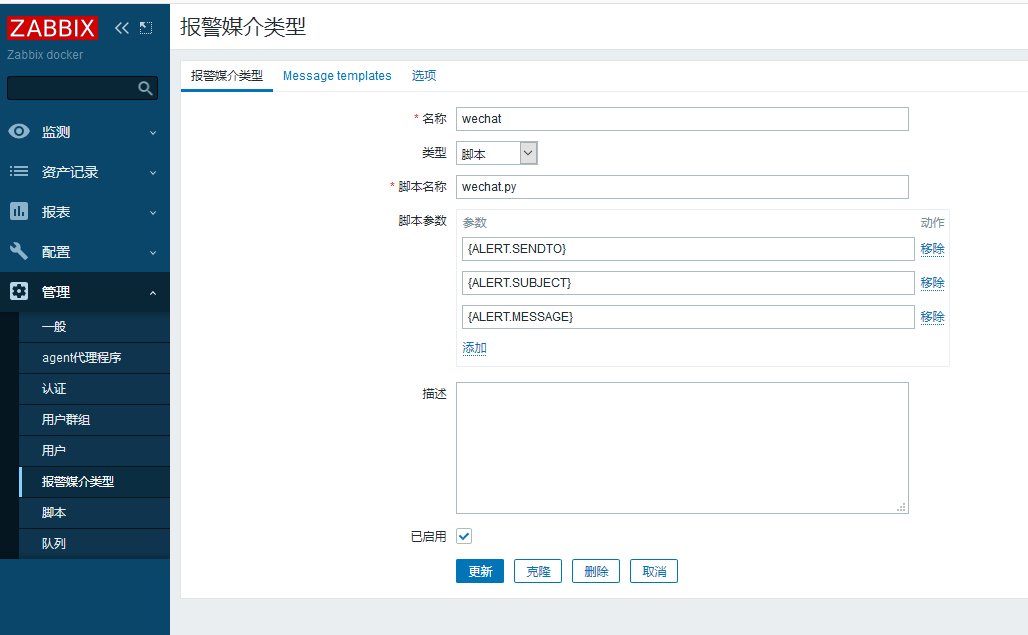 ZABBIX
Zabbix docker
监测
资产记录
报表
配置
管理
一般
agent代理程序
认证
用户群组
用户
报警媒介类型
脚本
队列
报警媒介类型
报警媒介类型 Message templates 选项
* 名称 wechat
类型 脚本
* 脚本名称 wechat.py
脚本参数 参数 动作
{ALERT.SENDTO} 移除
{ALERT.SUBJECT} 移除
{ALERT.MESSAGE} 移除
添加
描述
已启用
更新 克隆 删除 取消